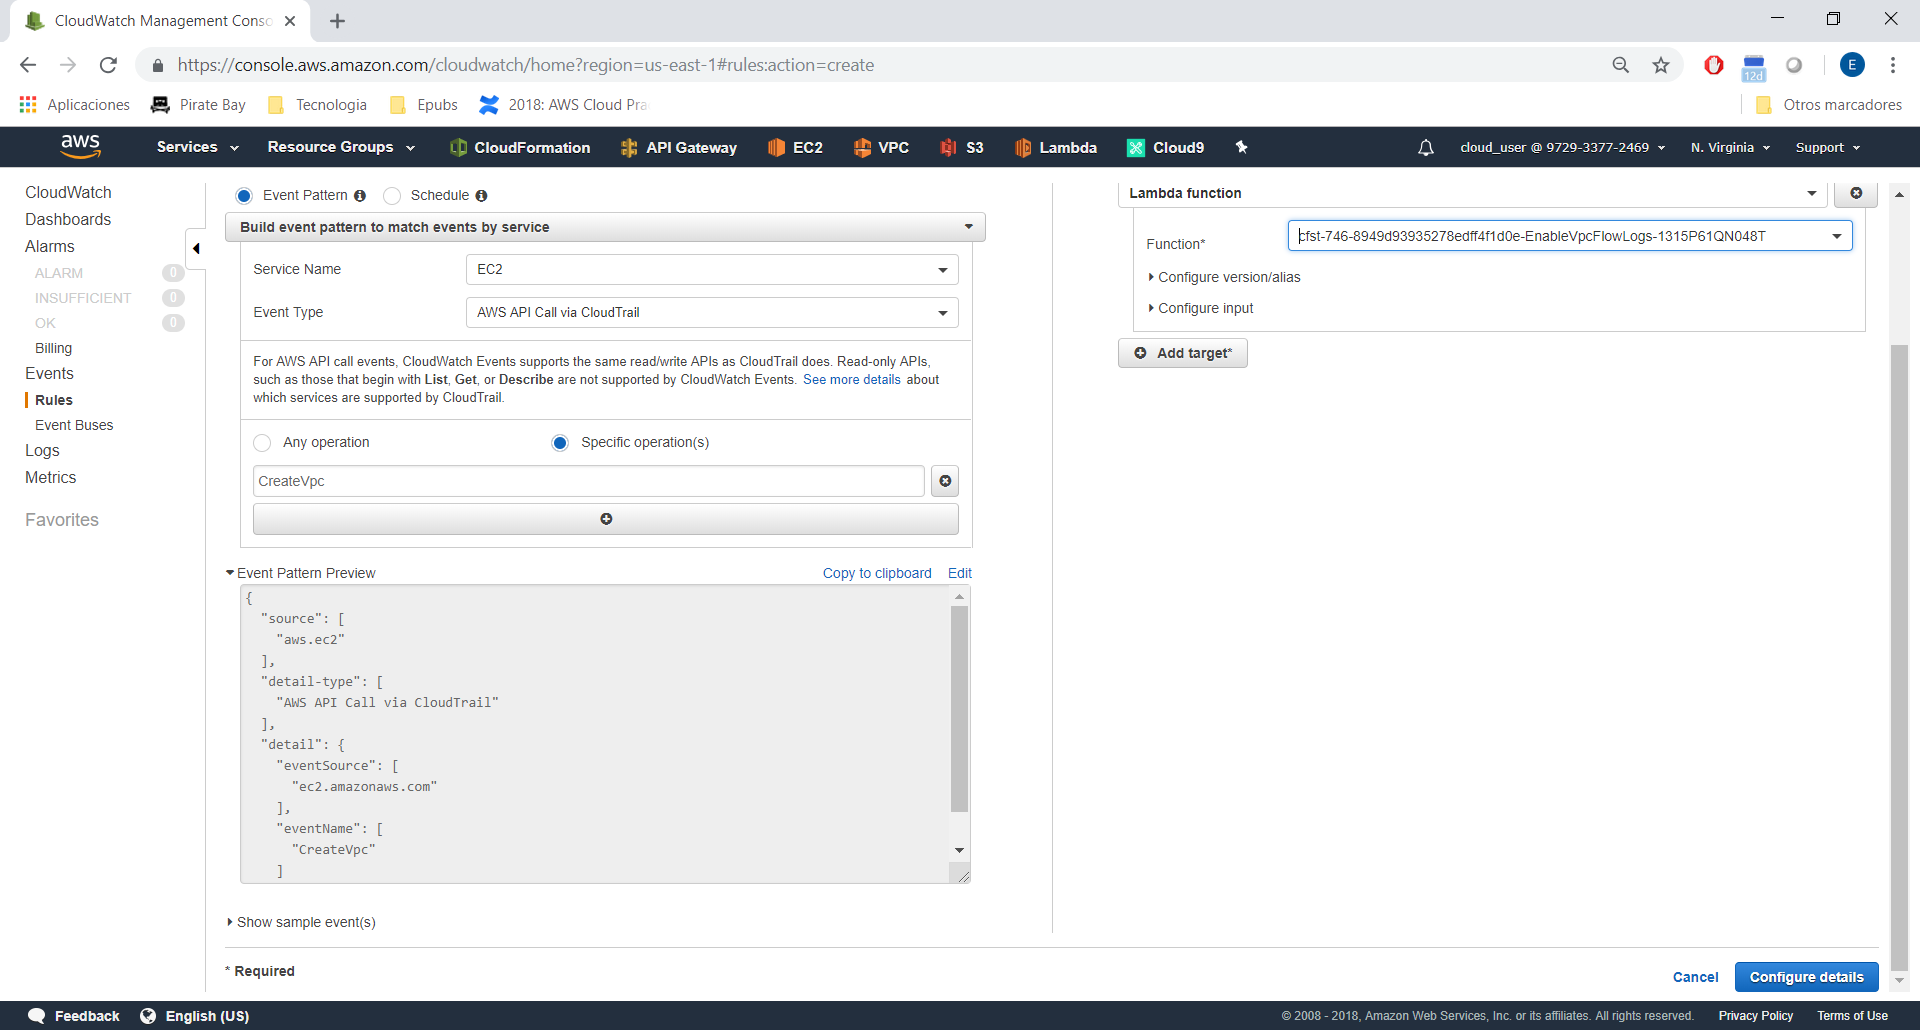 CloudWatch Management Conso
https://console.aws.amazon.com/cloudwatch/home?region=us-east-1#rules:action=create
12d
E
Aplicaciones
Pirate Bay
Tecnologia
Epubs
2018: AWS Cloud Pra
Otros marcadores
aws
Services
Resource Groups
CloudFormation
API Gateway
EC2
VPC
S3
Lambda
Cloud9
cloud_user @ 9729-3377-2469
N. Virginia
Support
CloudWatch
Dashboards
Alarms
ALARM 0
INSUFFICIENT 0
OK 0
Billing
Events
Rules
Event Buses
Logs
Metrics
Favorites
Event Pattern
Schedule
Build event pattern to match events by service
Service Name EC2
Event Type AWS API Call via CloudTrail
For AWS API call events, CloudWatch Events supports the same read/write APIs as CloudTrail does. Read-only APIs,
such as those that begin with List, Get, or Describe are not supported by CloudWatch Events. See more details about
which services are supported by CloudTrail.
Any operation
Specific operation(s)
CreateVpc
Event Pattern Preview
Copy to clipboard
Edit
{
"source": [
"aws.ec2"
],
"detail-type": [
"AWS API Call via CloudTrail"
],
"detail": {
"eventSource": [
"ec2.amazonaws.com"
],
"eventName": [
"CreateVpc"
]
Show sample event(s)
Lambda function
Function* cfst-746-8949d93935278edff4f1d0e-EnableVpcFlowLogs-1315P61QN048T
Configure version/alias
Configure input
Add target*
* Required
Cancel
Configure details
Feedback
English (US)
© 2008 - 2018, Amazon Web Services, Inc. or its affiliates. All rights reserved.
Privacy Policy
Terms of Use